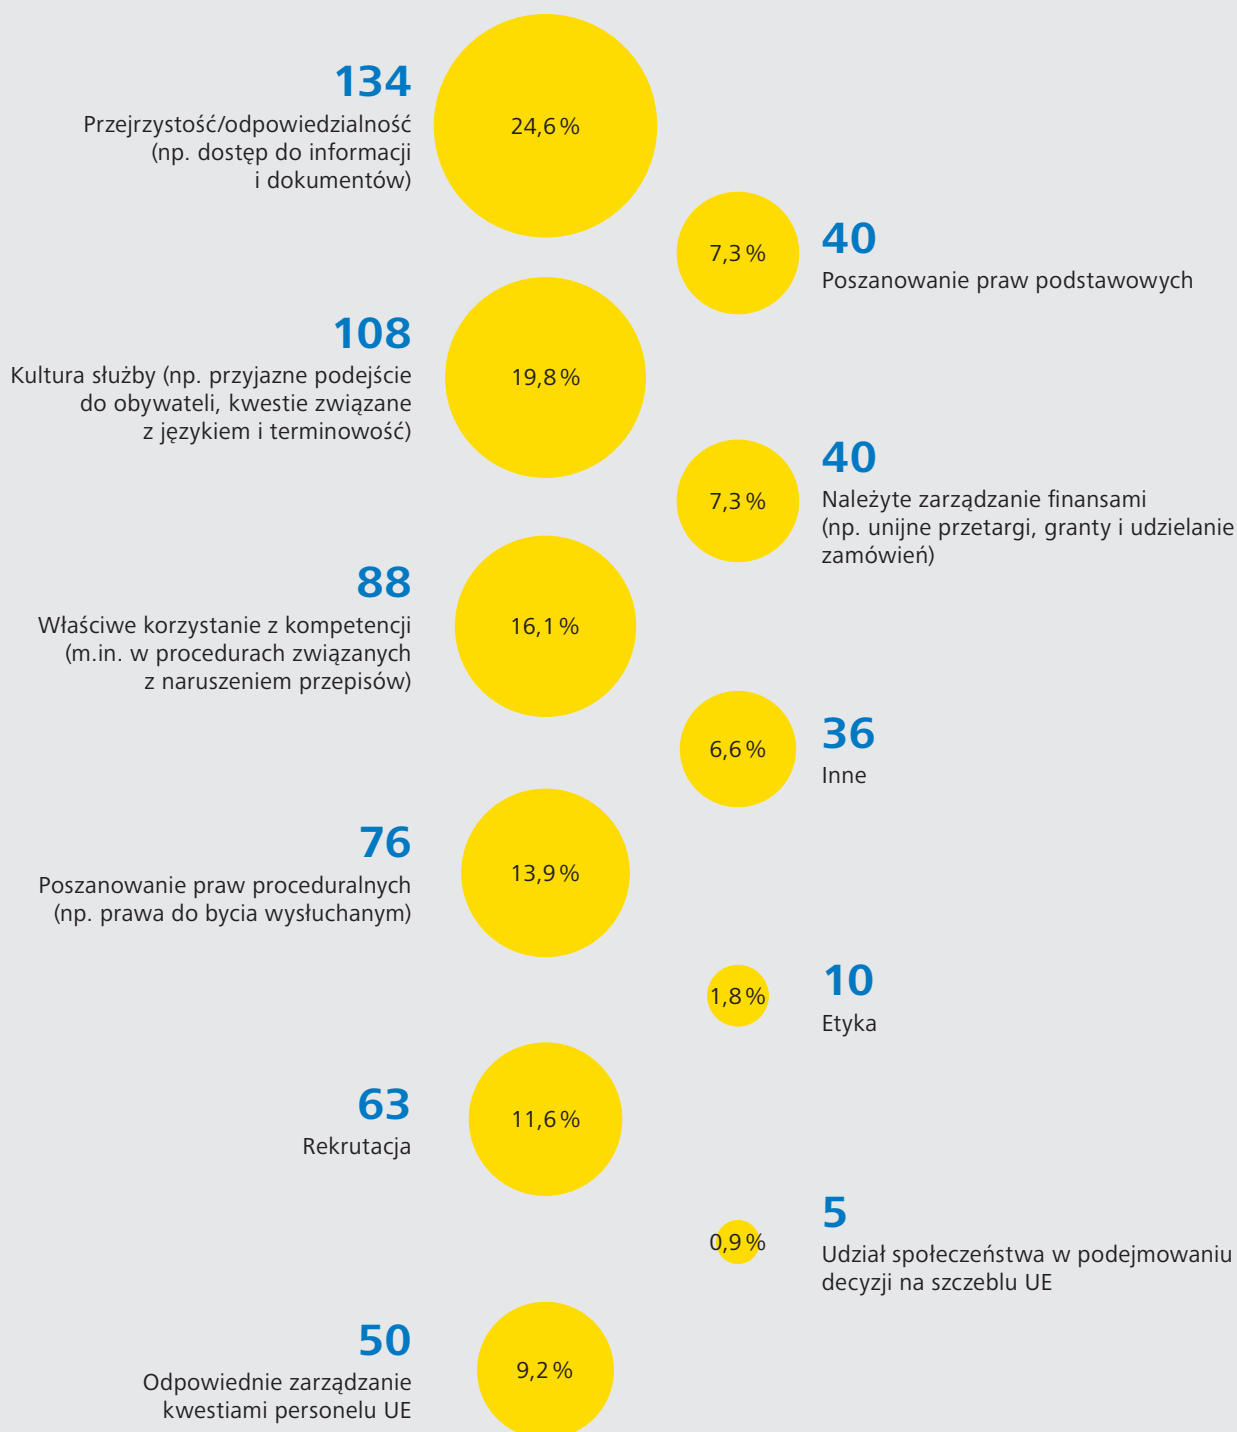 134
Przejrzystość/odpowiedzialność
(np. dostęp do informacji
i dokumentów)
24,6 %
7,3 %
40
Poszanowanie praw podstawowych
108
Kultura służby (np. przyjazne podejście
do obywateli, kwestie związane
z językiem i terminowość)
19,8 %
7,3 %
40
Należyte zarządzanie finansami
(np. unijne przetargi, granty i udzielanie
zamówień)
88
Właściwe korzystanie z kompetencji
(m.in. w procedurach związanych
z naruszeniem przepisów)
16,1 %
6,6 %
36
Inne
76
Poszanowanie praw proceduralnych
(np. prawa do bycia wysłuchanym)
13,9 %
1,8 %
10
Etyka
63
Rekrutacja
11,6 %
0,9 %
5
Udział społeczeństwa w podejmowaniu
decyzji na szczeblu UE
50
Odpowiednie zarządzanie
kwestiami personelu UE
9,2 %